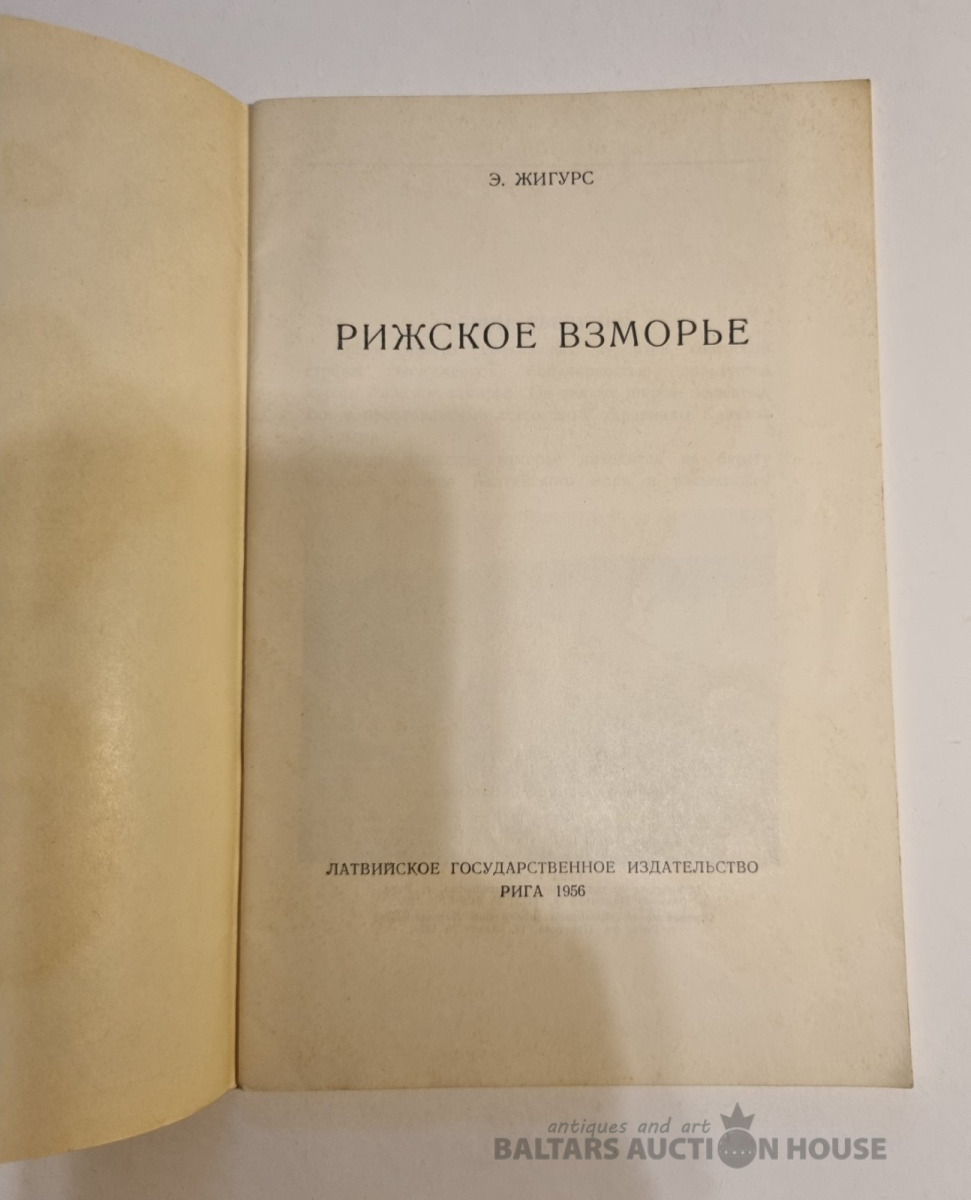 Э. ЖИГУРС
РИЖСКОЕ ВЗМОРЬЕ
ЛАТВИЙСКОЕ ГОСУДАРСТВЕННОЕ ИЗДАТЕЛЬСТВО
РИГА 1956
antiques and art
BALTARS AUCTION HOUSE